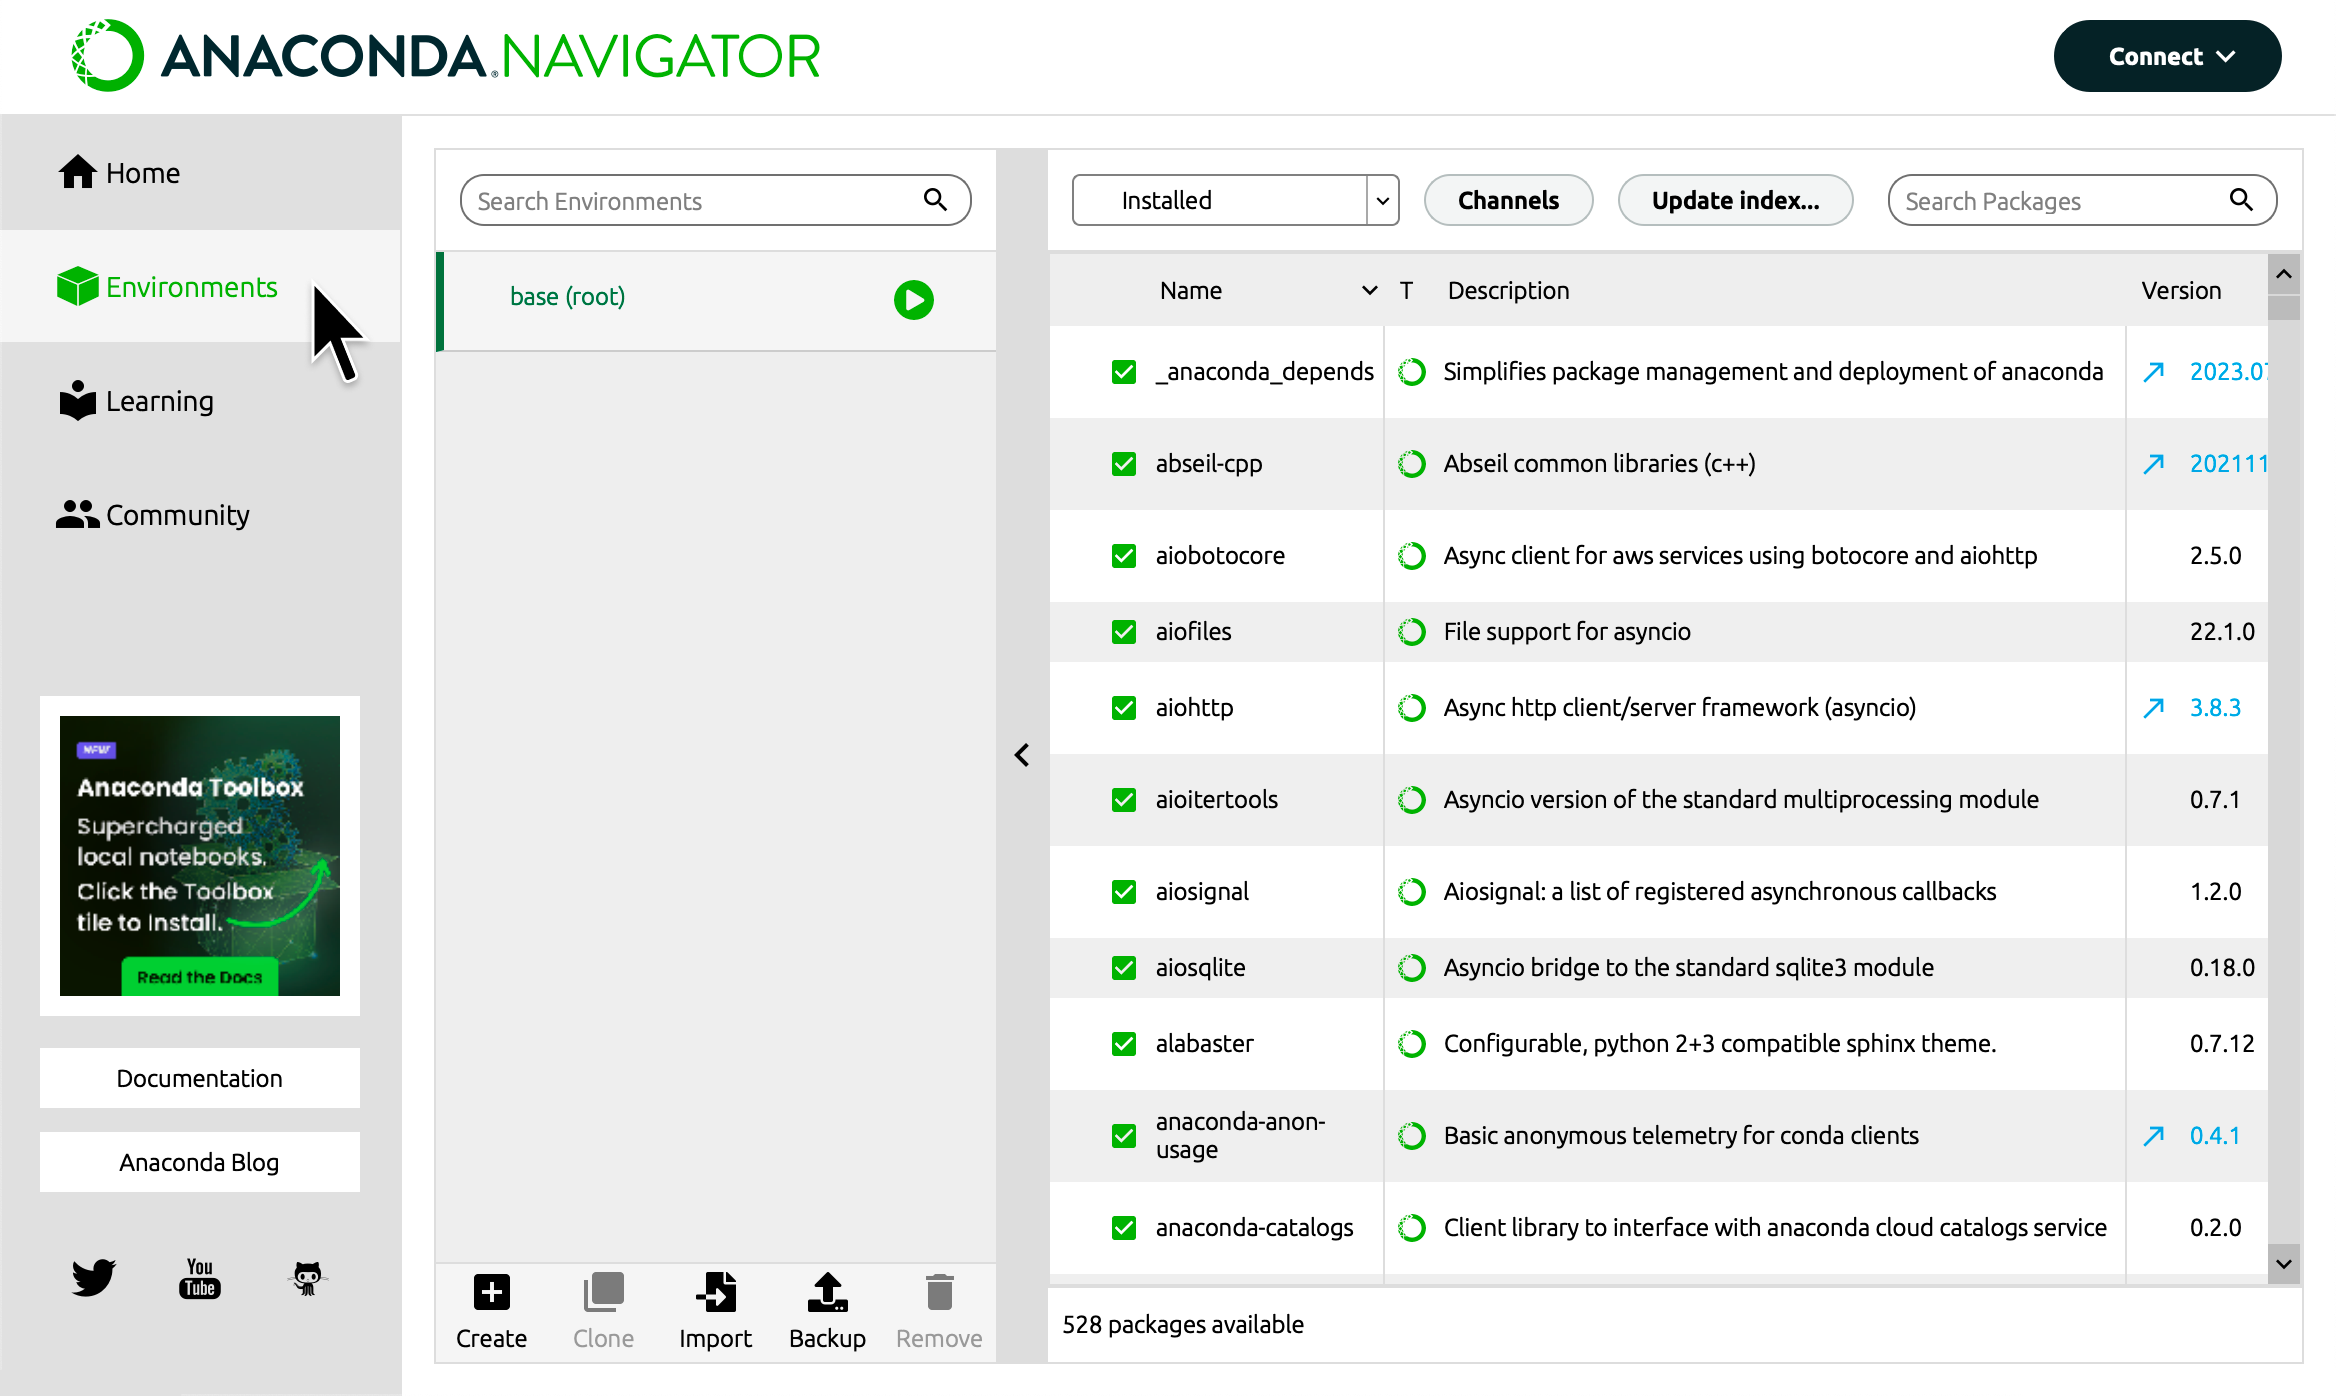 ANACONDA.NAVIGATOR
Connect
Home
Environments
Learning
Community
NEW
Anaconda Toolbox
Supercharged
local notebooks.
Click the Toolbox
tile to Install.
Read the Docs
Documentation
Anaconda Blog
You
Tube
Search Environments
base (root)
Create
Clone
Import
Backup
Remove
Installed
Channels
Update index...
Search Packages
Name T Description Version
_anaconda_depends Simplifies package management and deployment of anaconda 2023.07
abseil-cpp Abseil common libraries (c++) 202111
aiobotocore Async client for aws services using botocore and aiohttp 2.5.0
aiofiles File support for asyncio 22.1.0
aiohttp Async http client/server framework (asyncio) 3.8.3
aioitertools Asyncio version of the standard multiprocessing module 0.7.1
aiosignal Aiosignal: a list of registered asynchronous callbacks 1.2.0
aiosqlite Asyncio bridge to the standard sqlite3 module 0.18.0
alabaster Configurable, python 2+3 compatible sphinx theme. 0.7.12
anaconda-anon-
usage Basic anonymous telemetry for conda clients 0.4.1
anaconda-catalogs Client library to interface with anaconda cloud catalogs service 0.2.0
528 packages available